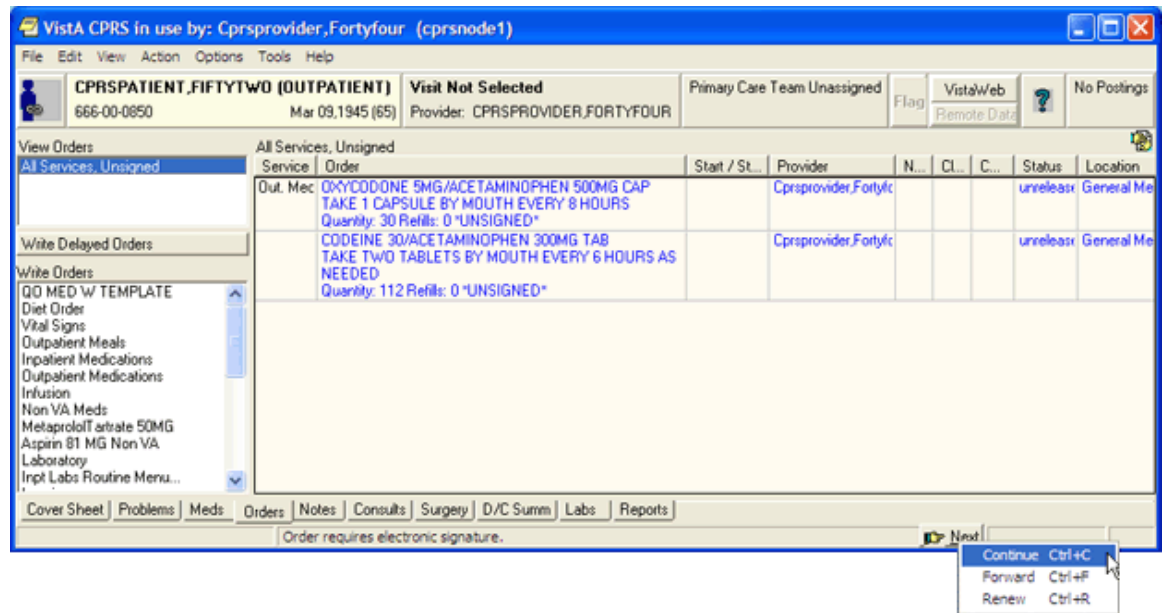 VistA CPRS in use by: Cprsprovider,Fortyfour (cprsnode1)
File Edit View Action Options Tools Help
CPRSPATIENT,FIFTYTWO (OUTPATIENT)
666-00-0850 Mar 09,1945 (65)
Visit Not Selected
Provider: CPRSPROVIDER,FORTYFOUR
Primary Care Team Unassigned
Flag
VistaWeb
Remote Data
?
No Postings
View Orders
All Services, Unsigned
Write Delayed Orders
Write Orders
QO MED W TEMPLATE
Diet Order
Vital Signs
Outpatient Meals
Inpatient Medications
Outpatient Medications
Infusion
Non VA Meds
MetaprololTartrate 50MG
Aspirin 81 MG Non VA
Laboratory
Inpt Labs Routine Menu...
All Services, Unsigned
Service Order Start / St... Provider N... Cl... C... Status Location
Out. Mec OXYCODONE 5MG/ACETAMINOPHEN 500MG CAP Cprsprovider,Fortyfc unrelease General Me
TAKE 1 CAPSULE BY MOUTH EVERY 8 HOURS
Quantity: 30 Refills: 0 *UNSIGNED*
CODEINE 30/ACETAMINOPHEN 300MG TAB Cprsprovider,Fortyfc unrelease General Me
TAKE TWO TABLETS BY MOUTH EVERY 6 HOURS AS
NEEDED
Quantity: 112 Refills: 0 *UNSIGNED*
Cover Sheet Problems Meds Orders Notes Consults Surgery D/C Summ Labs Reports
Order requires electronic signature.
Next
Continue Ctrl+C
Forward Ctrl+F
Renew Ctrl+R